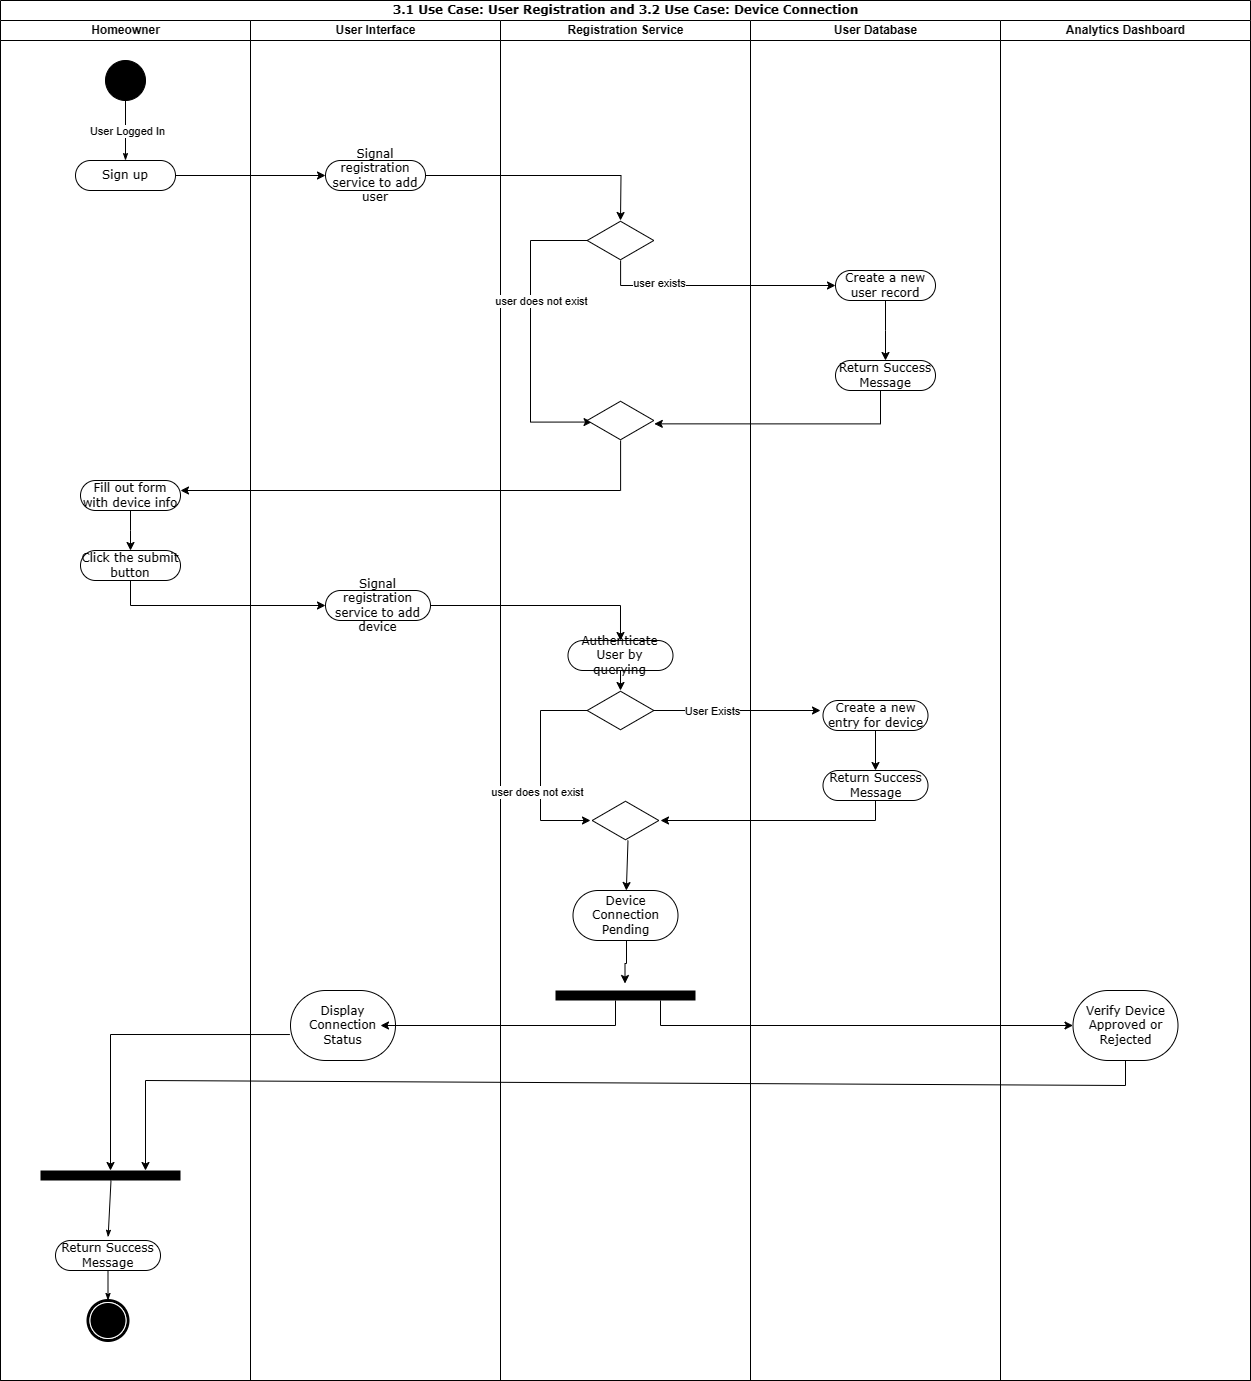 3.1 Use Case: User Registration and 3.2 Use Case: Device Connection
Homeowner
User Interface
Registration Service
User Database
Analytics Dashboard
User Logged In
Sign up
Signal
registration
service to add
user
user exists
Create a new
user record
user does not exist
Return Success
Message
Fill out form
with device info
Click the submit
button
Signal
registration
service to add
device
Authenticate
User by
querying
User Exists
Create a new
entry for device
Return Success
Message
user does not exist
Device
Connection
Pending
Display
Connection
Status
Verify Device
Approved or
Rejected
Return Success
Message